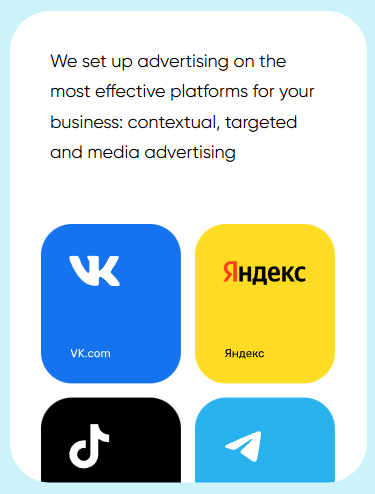 We set up advertising on the
most effective platforms for your
business: contextual, targeted
and media advertising
VK
Яндекс
VK.com
Яндекс